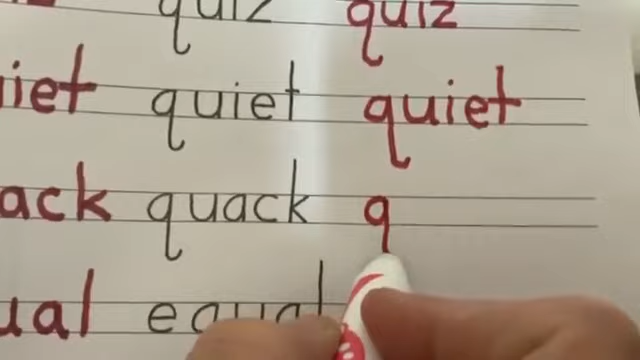 quiz quiz
iet quiet quiet
ack quack q
ual equal